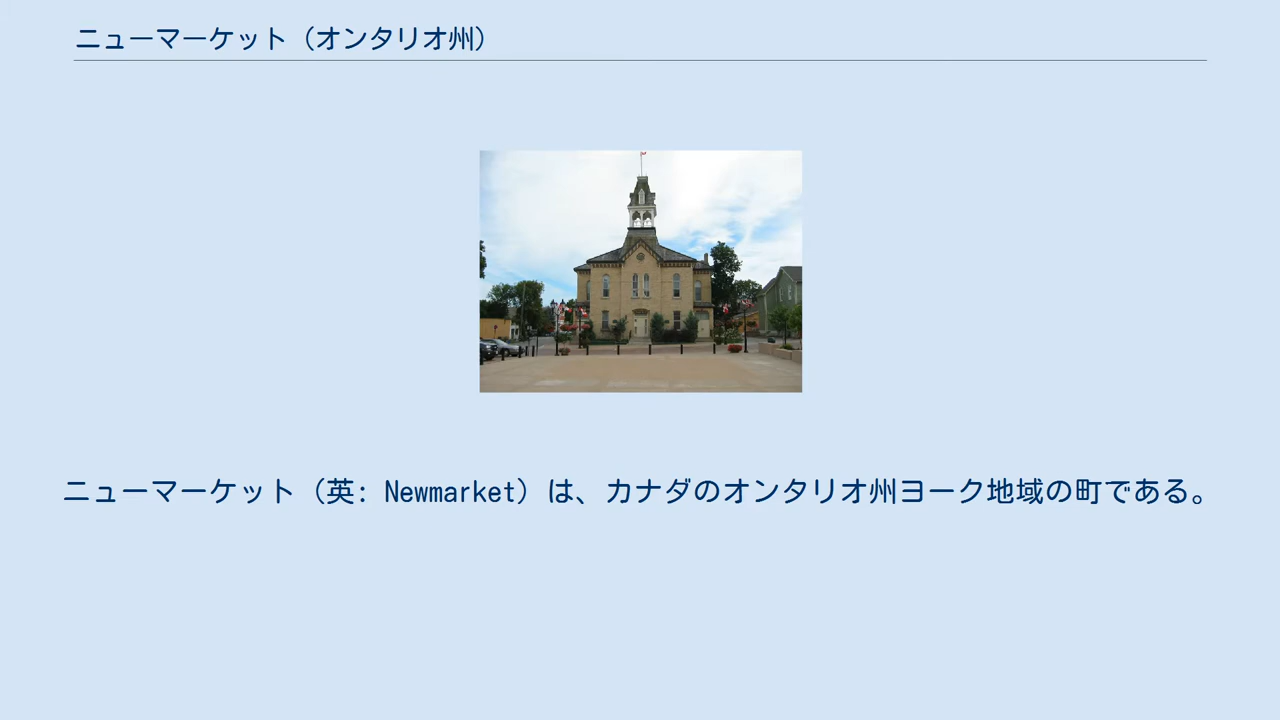 ニューマーケット（オンタリオ州）
ニューマーケット（英: Newmarket）は、カナダのオンタリオ州ヨーク地域の町である。